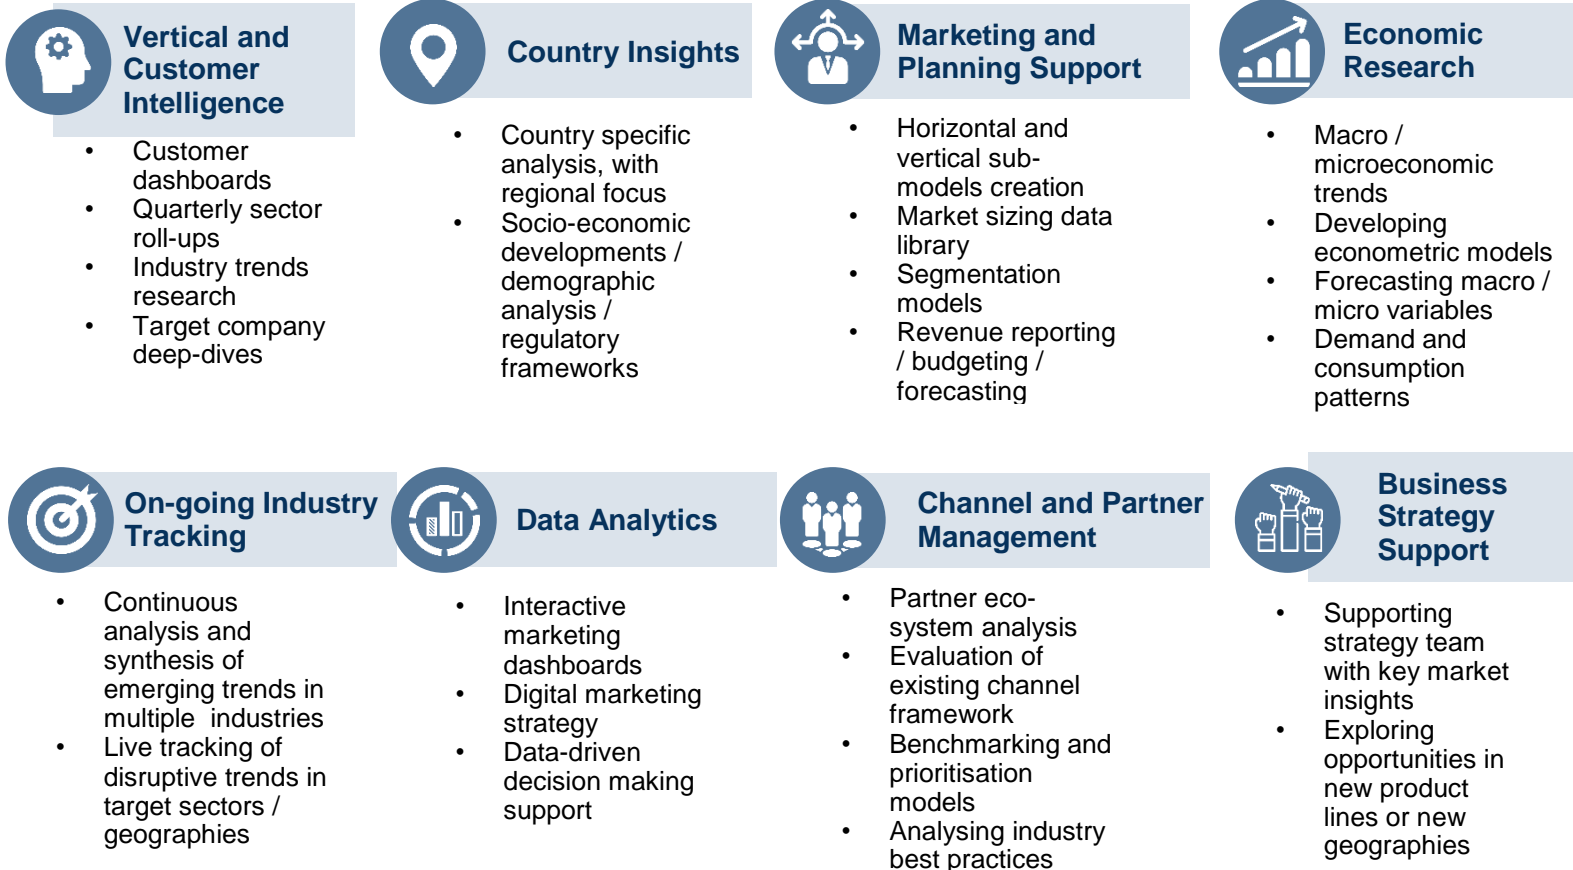 Vertical and
Customer
Intelligence
• Customer
dashboards
• Quarterly sector
roll-ups
• Industry trends
research
• Target company
deep-dives
Country Insights
• Country specific
analysis, with
regional focus
• Socio-economic
developments /
demographic
analysis /
regulatory
frameworks
Marketing and
Planning Support
• Horizontal and
vertical sub-
models creation
• Market sizing data
library
• Segmentation
models
• Revenue reporting
/ budgeting /
forecasting
Economic
Research
• Macro /
microeconomic
trends
• Developing
econometric models
• Forecasting macro /
micro variables
• Demand and
consumption
patterns
On-going Industry
Tracking
• Continuous
analysis and
synthesis of
emerging trends in
multiple  industries
• Live tracking of
disruptive trends in
target sectors /
geographies
Data Analytics
• Interactive
marketing
dashboards
• Digital marketing
strategy
• Data-driven
decision making
support
Channel and Partner
Management
• Partner eco-
system analysis
• Evaluation of
existing channel
framework
• Benchmarking and
prioritisation
models
• Analysing industry
best practices
Business
Strategy
Support
• Supporting
strategy team
with key market
insights
• Exploring
opportunities in
new product
lines or new
geographies